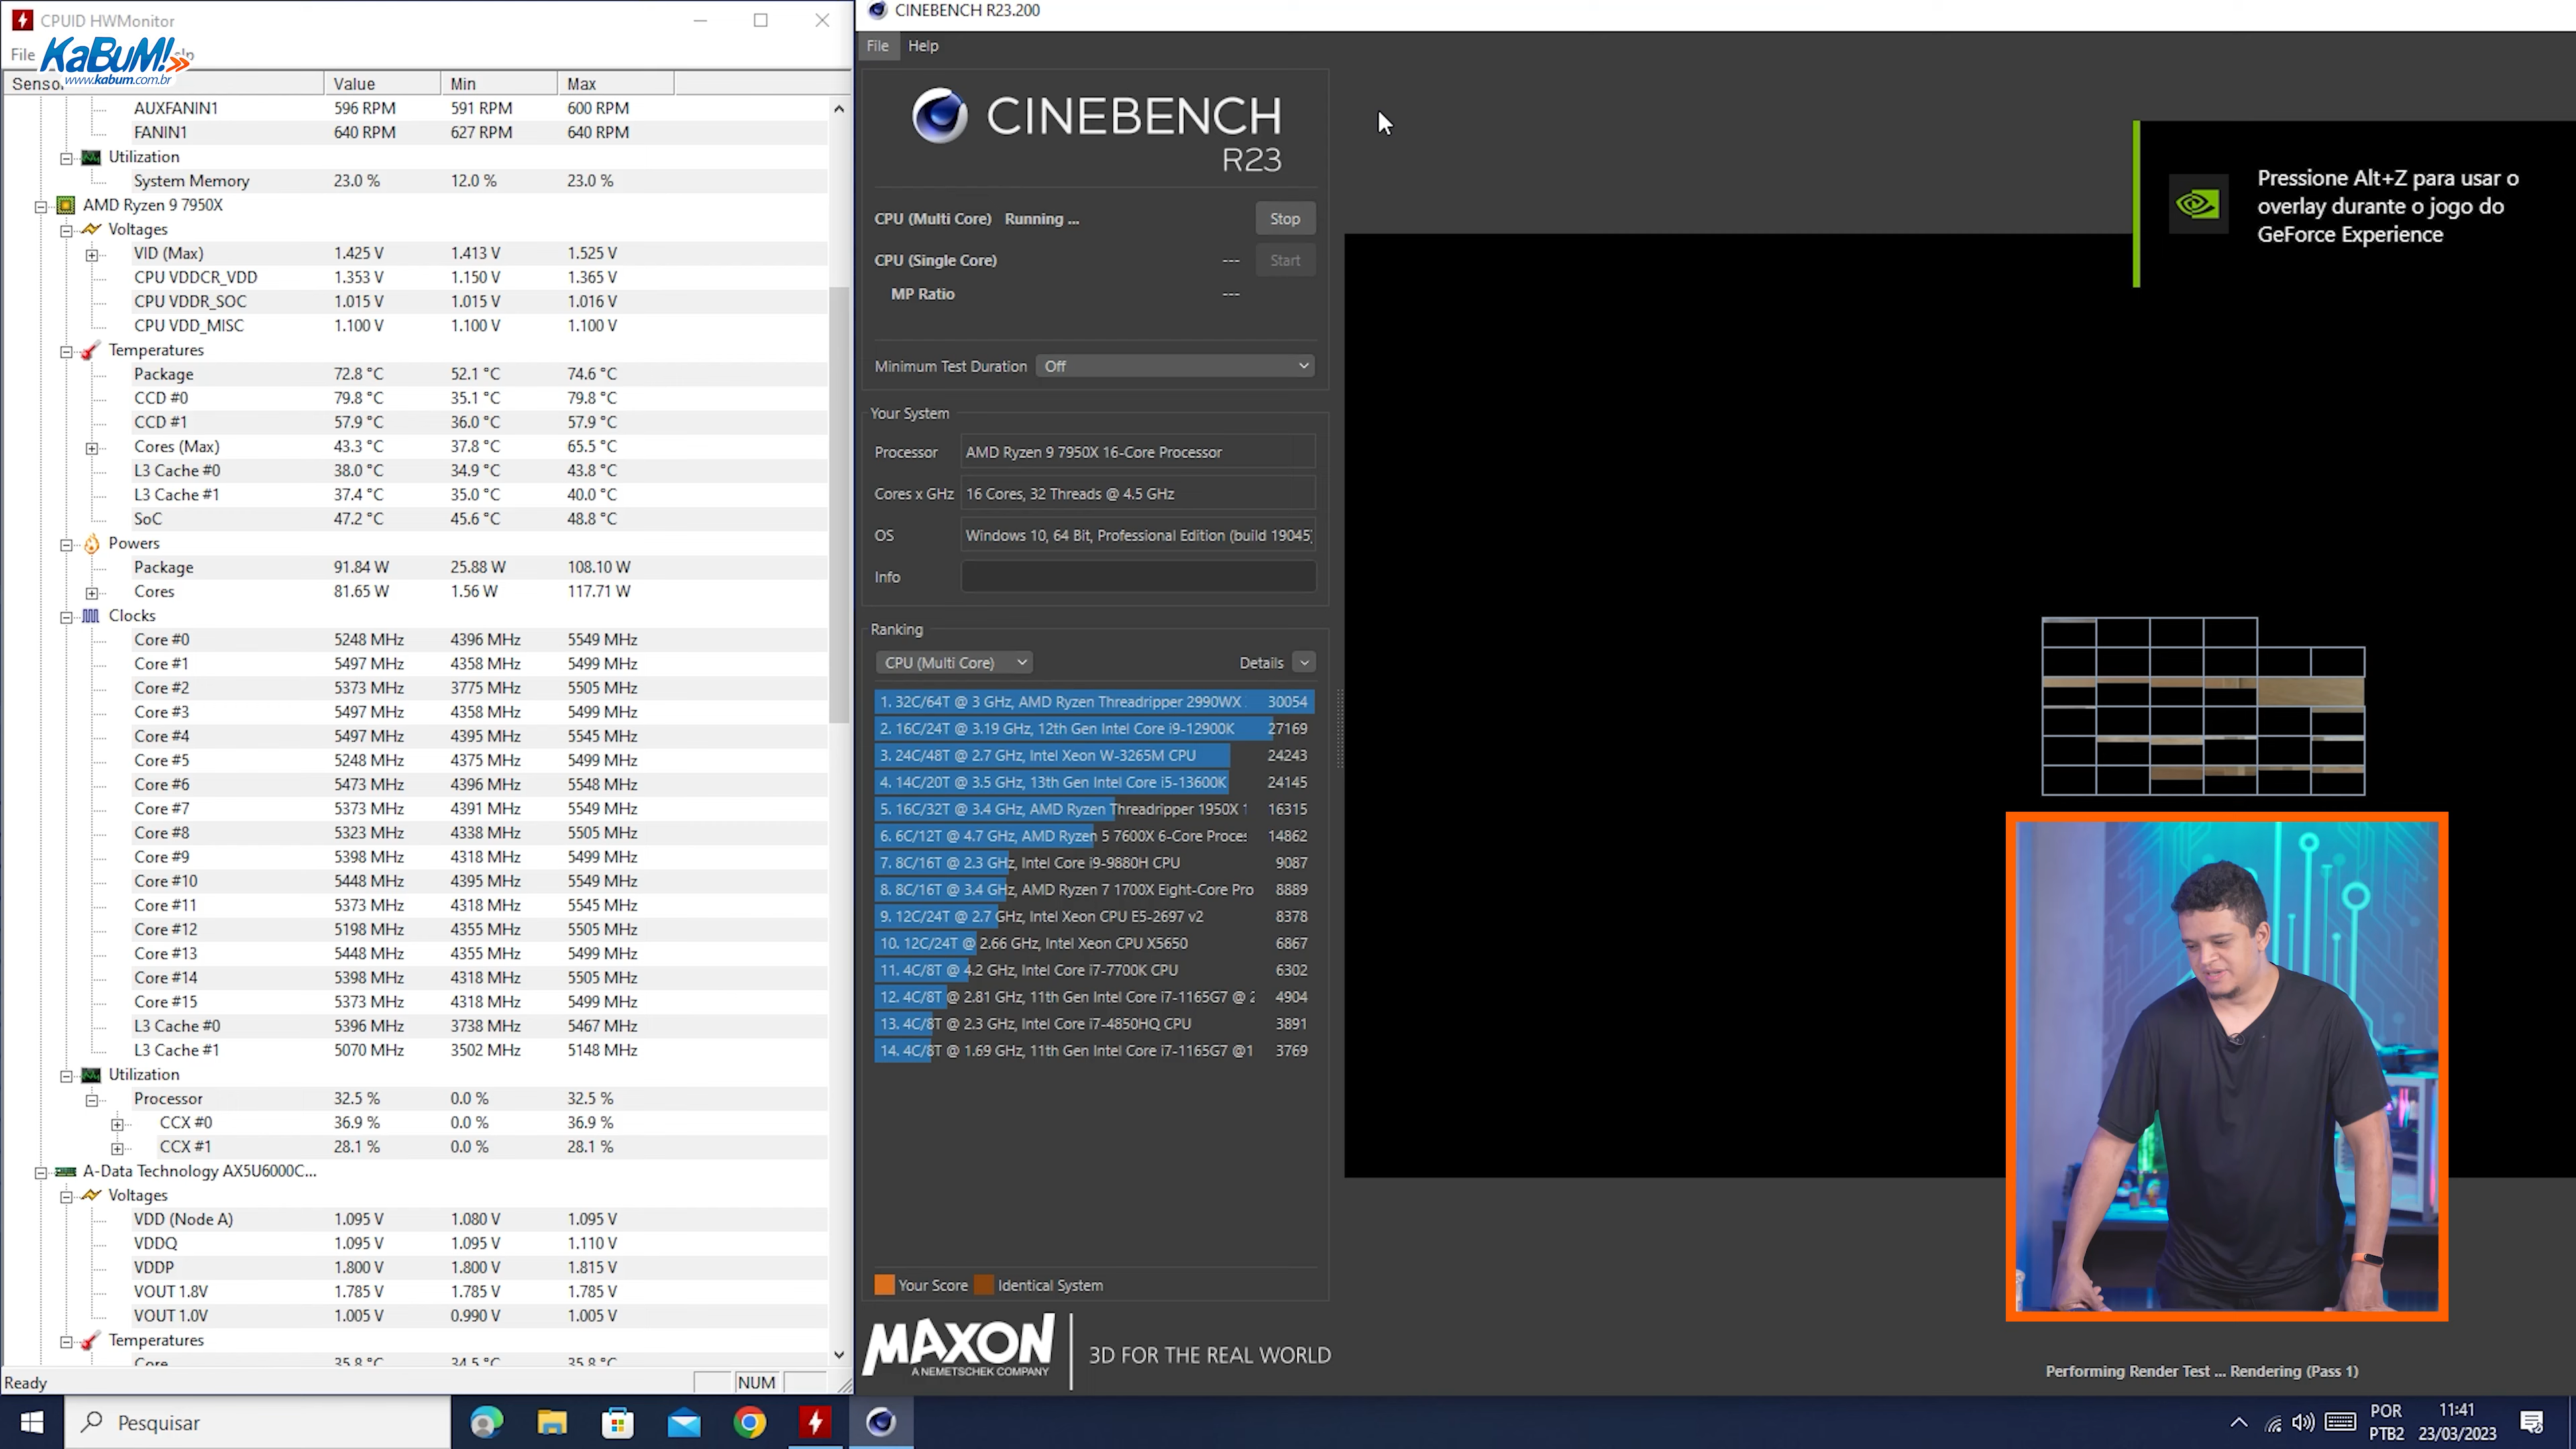 CPUID HWMonitor
File
elp
KaBuM!
www.kabum.com.br
Sensor Value Min Max
AUXFANIN1 596 RPM 591 RPM 600 RPM
FANIN1 640 RPM 627 RPM 640 RPM
Utilization
System Memory 23.0 % 12.0 % 23.0 %
AMD Ryzen 9 7950X
Voltages
VID (Max) 1.425 V 1.413 V 1.525 V
CPU VDDCR_VDD 1.353 V 1.150 V 1.365 V
CPU VDDR_SOC 1.015 V 1.015 V 1.016 V
CPU VDD_MISC 1.100 V 1.100 V 1.100 V
Temperatures
Package 72.8 °C 52.1 °C 74.6 °C
CCD #0 79.8 °C 35.1 °C 79.8 °C
CCD #1 57.9 °C 36.0 °C 57.9 °C
Cores (Max) 43.3 °C 37.8 °C 65.5 °C
L3 Cache #0 38.0 °C 34.9 °C 43.8 °C
L3 Cache #1 37.4 °C 35.0 °C 40.0 °C
SoC 47.2 °C 45.6 °C 48.8 °C
Powers
Package 91.84 W 25.88 W 108.10 W
Cores 81.65 W 1.56 W 117.71 W
Clocks
Core #0 5248 MHz 4396 MHz 5549 MHz
Core #1 5497 MHz 4358 MHz 5499 MHz
Core #2 5373 MHz 3775 MHz 5505 MHz
Core #3 5497 MHz 4358 MHz 5499 MHz
Core #4 5497 MHz 4395 MHz 5545 MHz
Core #5 5248 MHz 4375 MHz 5499 MHz
Core #6 5473 MHz 4396 MHz 5548 MHz
Core #7 5373 MHz 4391 MHz 5549 MHz
Core #8 5323 MHz 4338 MHz 5505 MHz
Core #9 5398 MHz 4318 MHz 5499 MHz
Core #10 5448 MHz 4395 MHz 5549 MHz
Core #11 5373 MHz 4318 MHz 5545 MHz
Core #12 5198 MHz 4355 MHz 5505 MHz
Core #13 5448 MHz 4355 MHz 5499 MHz
Core #14 5398 MHz 4318 MHz 5505 MHz
Core #15 5373 MHz 4318 MHz 5499 MHz
L3 Cache #0 5396 MHz 3738 MHz 5467 MHz
L3 Cache #1 5070 MHz 3502 MHz 5148 MHz
Utilization
Processor 32.5 % 0.0 % 32.5 %
CCX #0 36.9 % 0.0 % 36.9 %
CCX #1 28.1 % 0.0 % 28.1 %
A-Data Technology AX5U6000C...
Voltages
VDD (Node A) 1.095 V 1.080 V 1.095 V
VDDQ 1.095 V 1.095 V 1.110 V
VDDP 1.800 V 1.800 V 1.815 V
VOUT 1.8V 1.785 V 1.785 V 1.785 V
VOUT 1.0V 1.005 V 0.990 V 1.005 V
Temperatures
Core 35.8 °C 34.5 °C 35.8 °C
Ready NUM
CINEBENCH R23.200
File Help
CINEBENCH
R23
CPU (Multi Core) Running ... Stop
CPU (Single Core) --- Start
MP Ratio ---
Minimum Test Duration Off
Your System
Processor AMD Ryzen 9 7950X 16-Core Processor
Cores x GHz 16 Cores, 32 Threads @ 4.5 GHz
OS Windows 10, 64 Bit, Professional Edition (build 19045)
Info
Ranking
CPU (Multi Core) Details
1. 32C/64T @ 3 GHz, AMD Ryzen Threadripper 2990WX 30054
2. 16C/24T @ 3.19 GHz, 12th Gen Intel Core i9-12900K 27169
3. 24C/48T @ 2.7 GHz, Intel Xeon W-3265M CPU 24243
4. 14C/20T @ 3.5 GHz, 13th Gen Intel Core i5-13600K 24145
5. 16C/32T @ 3.4 GHz, AMD Ryzen Threadripper 1950X 1 16315
6. 6C/12T @ 4.7 GHz, AMD Ryzen 5 7600X 6-Core Proces 14862
7. 8C/16T @ 2.3 GHz, Intel Core i9-9880H CPU 9087
8. 8C/16T @ 3.4 GHz, AMD Ryzen 7 1700X Eight-Core Pro 8889
9. 12C/24T @ 2.7 GHz, Intel Xeon CPU E5-2697 v2 8378
10. 12C/24T @ 2.66 GHz, Intel Xeon CPU X5650 6867
11. 4C/8T @ 4.2 GHz, Intel Core i7-7700K CPU 6302
12. 4C/8T @ 2.81 GHz, 11th Gen Intel Core i7-1165G7 @ 2 4904
13. 4C/8T @ 2.3 GHz, Intel Core i7-4850HQ CPU 3891
14. 4C/8T @ 1.69 GHz, 11th Gen Intel Core i7-1165G7 @1 3769
Your Score Identical System
MAXON
A NEMETSCHEK COMPANY
3D FOR THE REAL WORLD
Pressione Alt+Z para usar o
overlay durante o jogo do
GeForce Experience
Performing Render Test ... Rendering (Pass 1)
Pesquisar
POR
PTB2
11:41
23/03/2023